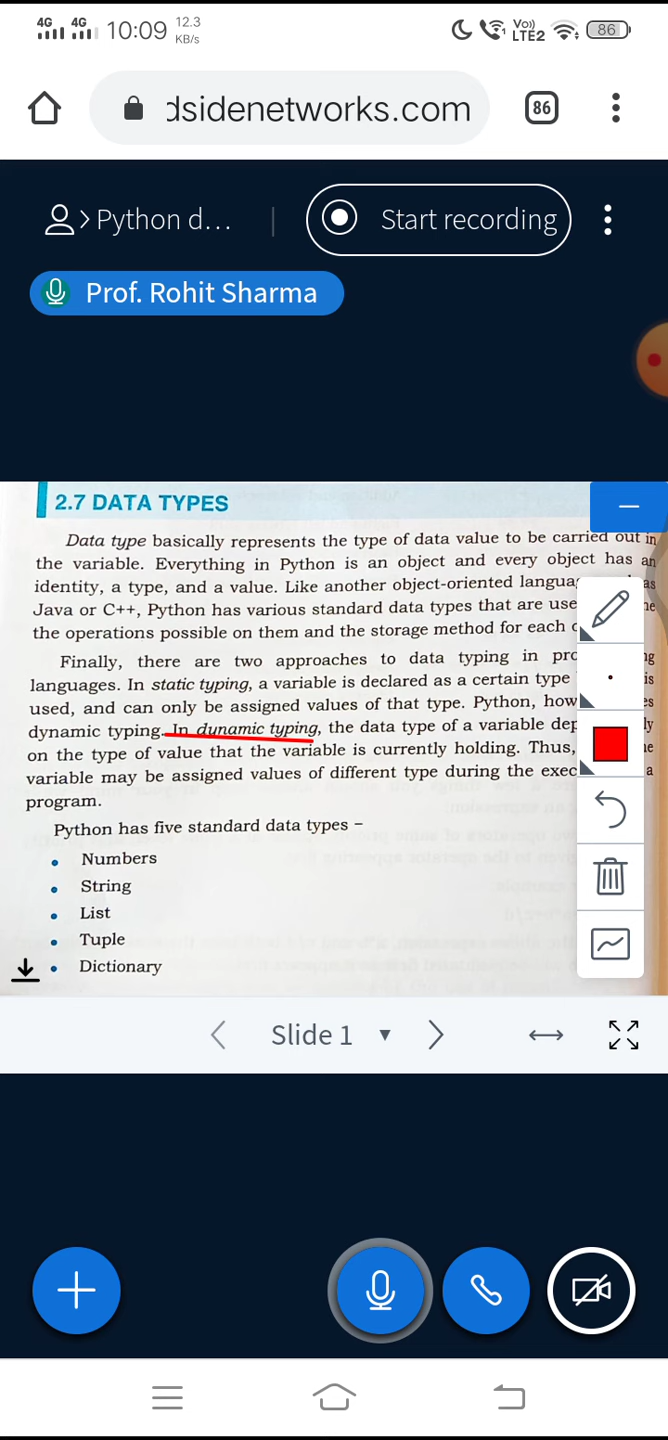 4G 4G 10:09 12.3 KB/s Vo)) LTE2 86
dsidenetworks.com 86
Python d... Start recording
Prof. Rohit Sharma
2.7 DATA TYPES
Data type basically represents the type of data value to be carried out in
the variable. Everything in Python is an object and every object has an
identity, a type, and a value. Like another object-oriented as
Java or C++, Python has various standard data types that are
the operations possible on them and the storage method for each
Finally, there are two approaches to data typing in
languages. In static typing, a variable is declared as a certain type is
used, and can only be assigned values of that type. Python,
dynamic typing. In dynamic typing, the data type of a variable
on the type of value that the variable is currently holding. Thus,
variable may be assigned values of different type during the a
program.
Python has five standard data types –
• Numbers
• String
• List
• Tuple
• Dictionary
Slide 1